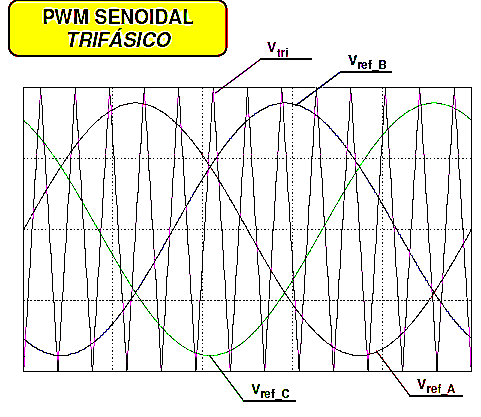 PWM SENOIDAL
TRIFÁSICO
Vtri
Vref_B
Vref_C
Vref_A